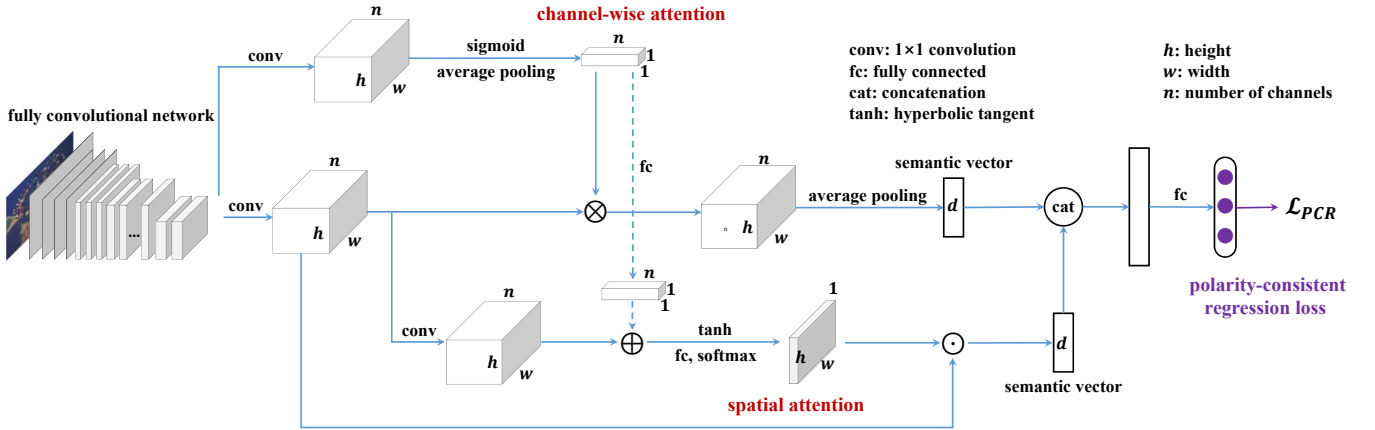 channel-wise attention
n
n
conv
sigmoid
average pooling
1
1
h
w
conv: 1×1 convolution
fc: fully connected
cat: concatenation
tanh: hyperbolic tangent
h: height
w: width
n: number of channels
fully convolutional network
...
n
conv
h
w
fc
n
h
w
n
average pooling
semantic vector
d
cat
fc
ℒPCR
polarity-consistent
regression loss
n
conv
h
w
n
1
1
tanh
fc, softmax
1
h
w
spatial attention
d
semantic vector